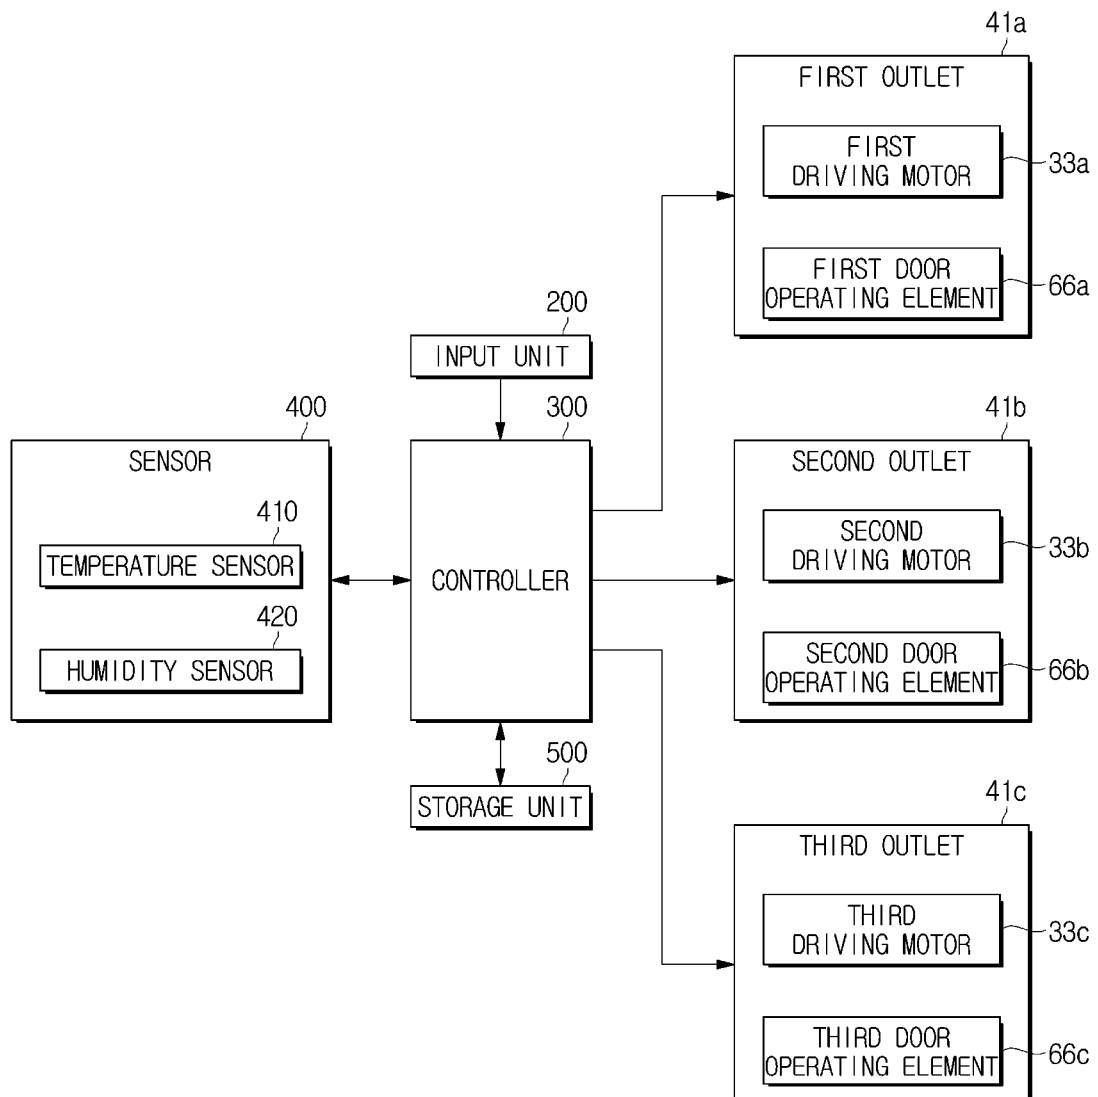 41a
FIRST OUTLET
FIRST
DRIVING MOTOR
33a
FIRST DOOR
OPERATING ELEMENT
66a
200
INPUT UNIT
400
SENSOR
410
TEMPERATURE SENSOR
420
HUMIDITY SENSOR
300
CONTROLLER
500
STORAGE UNIT
41b
SECOND OUTLET
SECOND
DRIVING MOTOR
33b
SECOND DOOR
OPERATING ELEMENT
66b
41c
THIRD OUTLET
THIRD
DRIVING MOTOR
33c
THIRD DOOR
OPERATING ELEMENT
66c